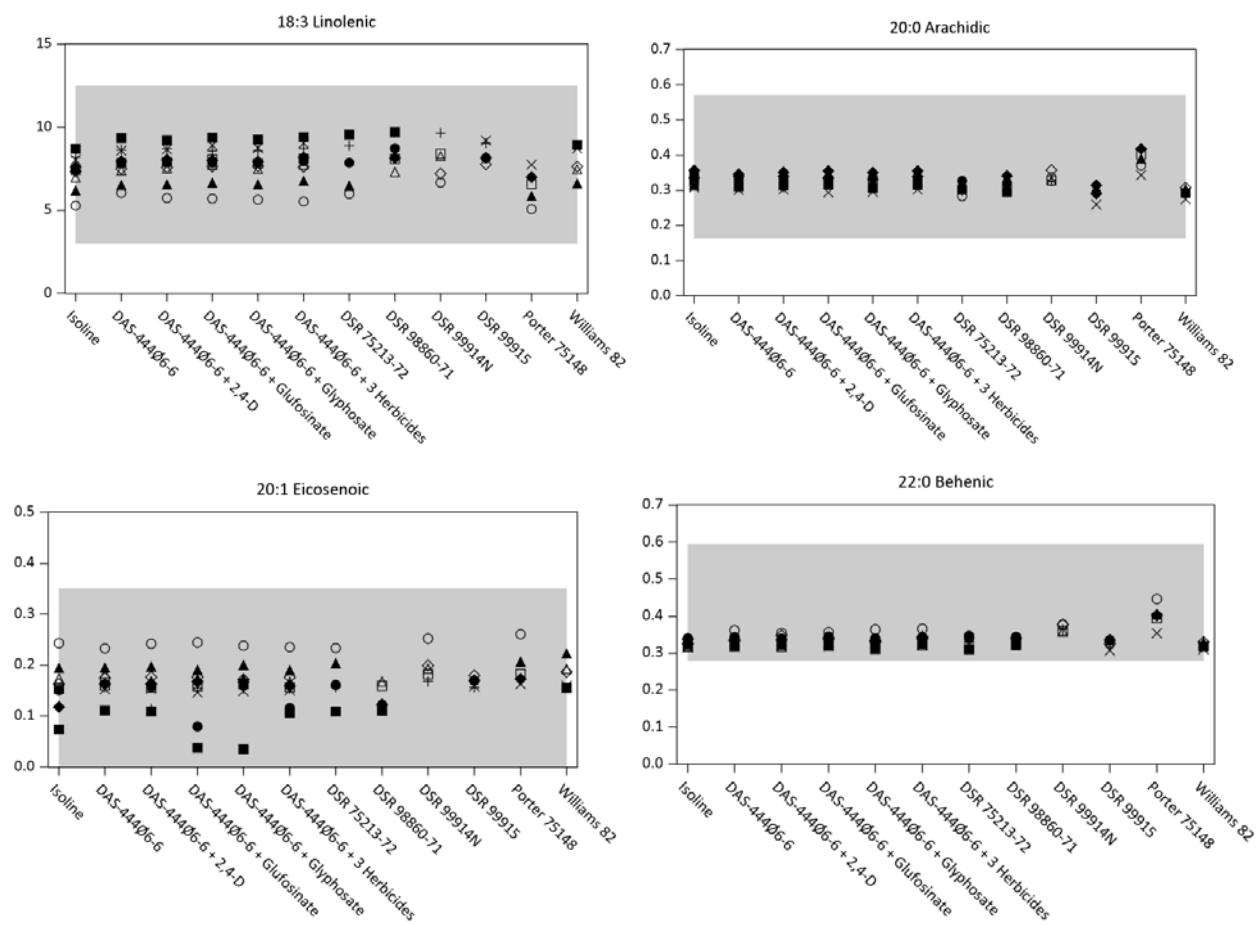 18:3 Linolenic
15
10
5
0
Isoline
DAS-444Ø6-6
DAS-444Ø6-6 + 2,4-D
DAS-444Ø6-6 + Glufosinate
DAS-444Ø6-6 + Glyphosate
DAS-444Ø6-6 + 3 Herbicides
DSR 75213-72
DSR 98860-71
DSR 99914N
DSR 99915
Porter 75148
Williams 82
20:0 Arachidic
0.7
0.6
0.5
0.4
0.3
0.2
0.1
0.0
Isoline
DAS-444Ø6-6
DAS-444Ø6-6 + 2,4-D
DAS-444Ø6-6 + Glufosinate
DAS-444Ø6-6 + Glyphosate
DAS-444Ø6-6 + 3 Herbicides
DSR 75213-72
DSR 98860-71
DSR 99914N
DSR 99915
Porter 75148
Williams 82
20:1 Eicosenoic
0.5
0.4
0.3
0.2
0.1
0.0
Isoline
DAS-444Ø6-6
DAS-444Ø6-6 + 2,4-D
DAS-444Ø6-6 + Glufosinate
DAS-444Ø6-6 + Glyphosate
DAS-444Ø6-6 + 3 Herbicides
DSR 75213-72
DSR 98860-71
DSR 99914N
DSR 99915
Porter 75148
Williams 82
22:0 Behenic
0.7
0.6
0.5
0.4
0.3
0.2
0.1
0.0
Isoline
DAS-444Ø6-6
DAS-444Ø6-6 + 2,4-D
DAS-444Ø6-6 + Glufosinate
DAS-444Ø6-6 + Glyphosate
DAS-444Ø6-6 + 3 Herbicides
DSR 75213-72
DSR 98860-71
DSR 99914N
DSR 99915
Porter 75148
Williams 82